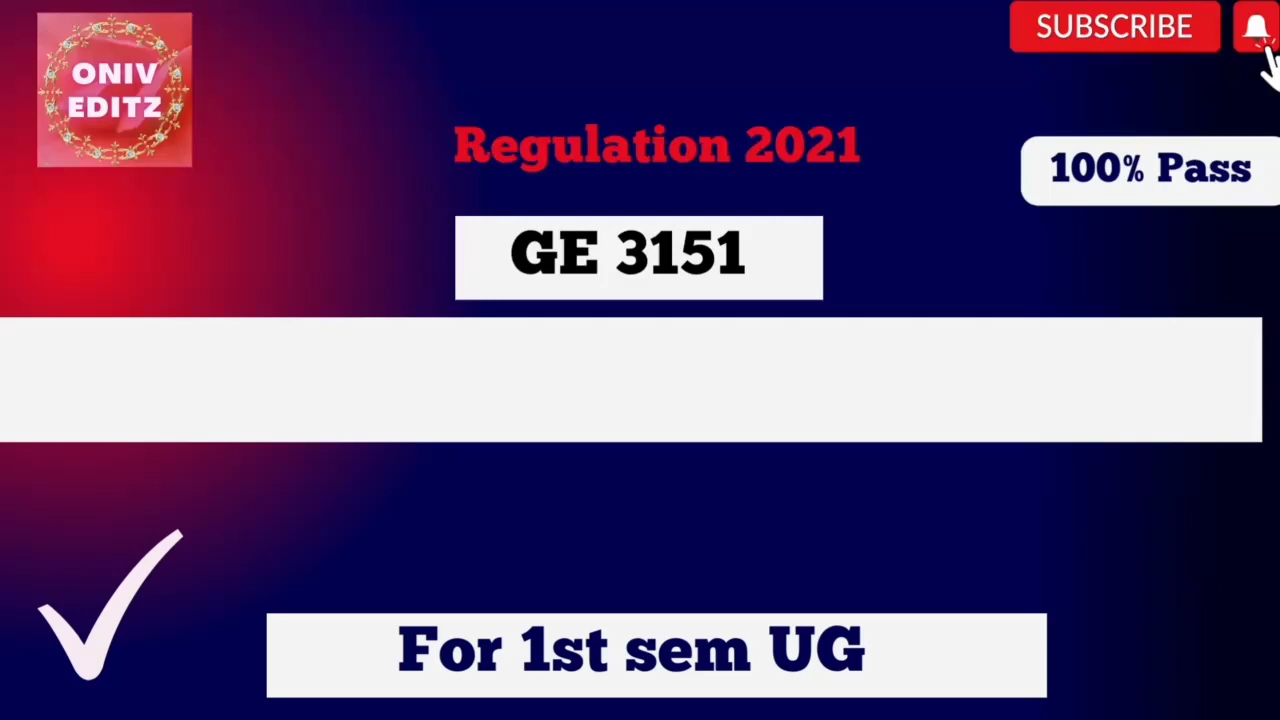 ONIV
EDITZ
SUBSCRIBE
Regulation 2021
100% Pass
GE 3151
For 1st sem UG